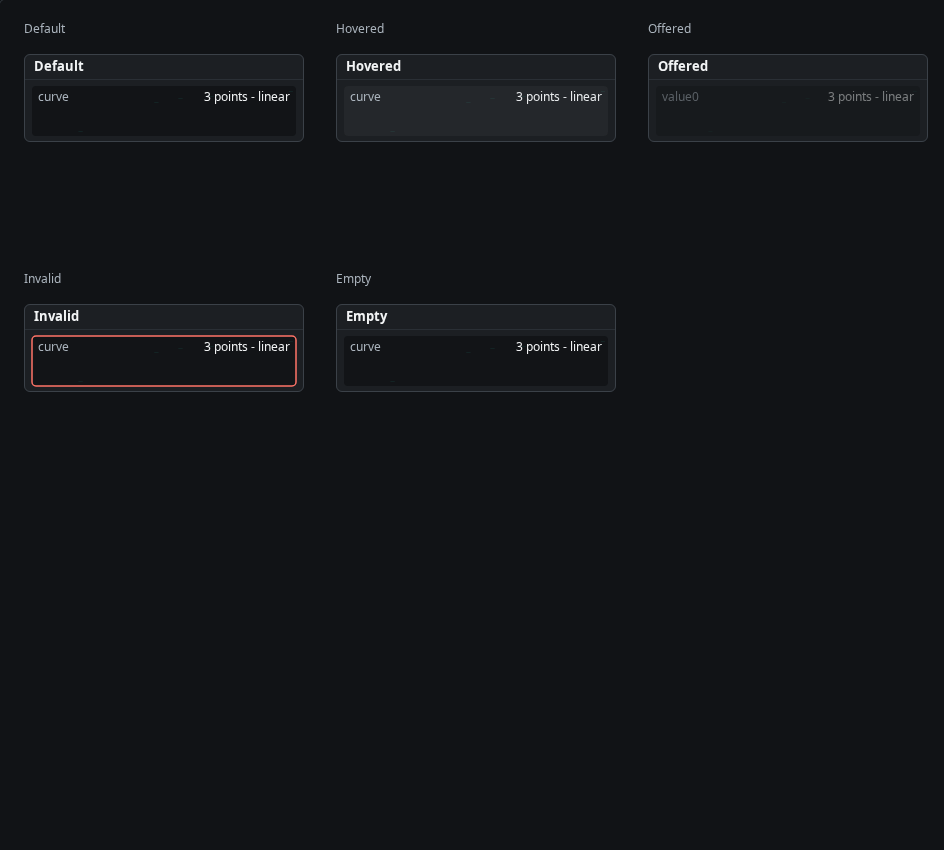 Default
Hovered
Offered
Default
Hovered
Offered
curve 3 points - linear
curve 3 points - linear
value0 3 points - linear
Invalid
Empty
Invalid
Empty
curve 3 points - linear
curve 3 points - linear